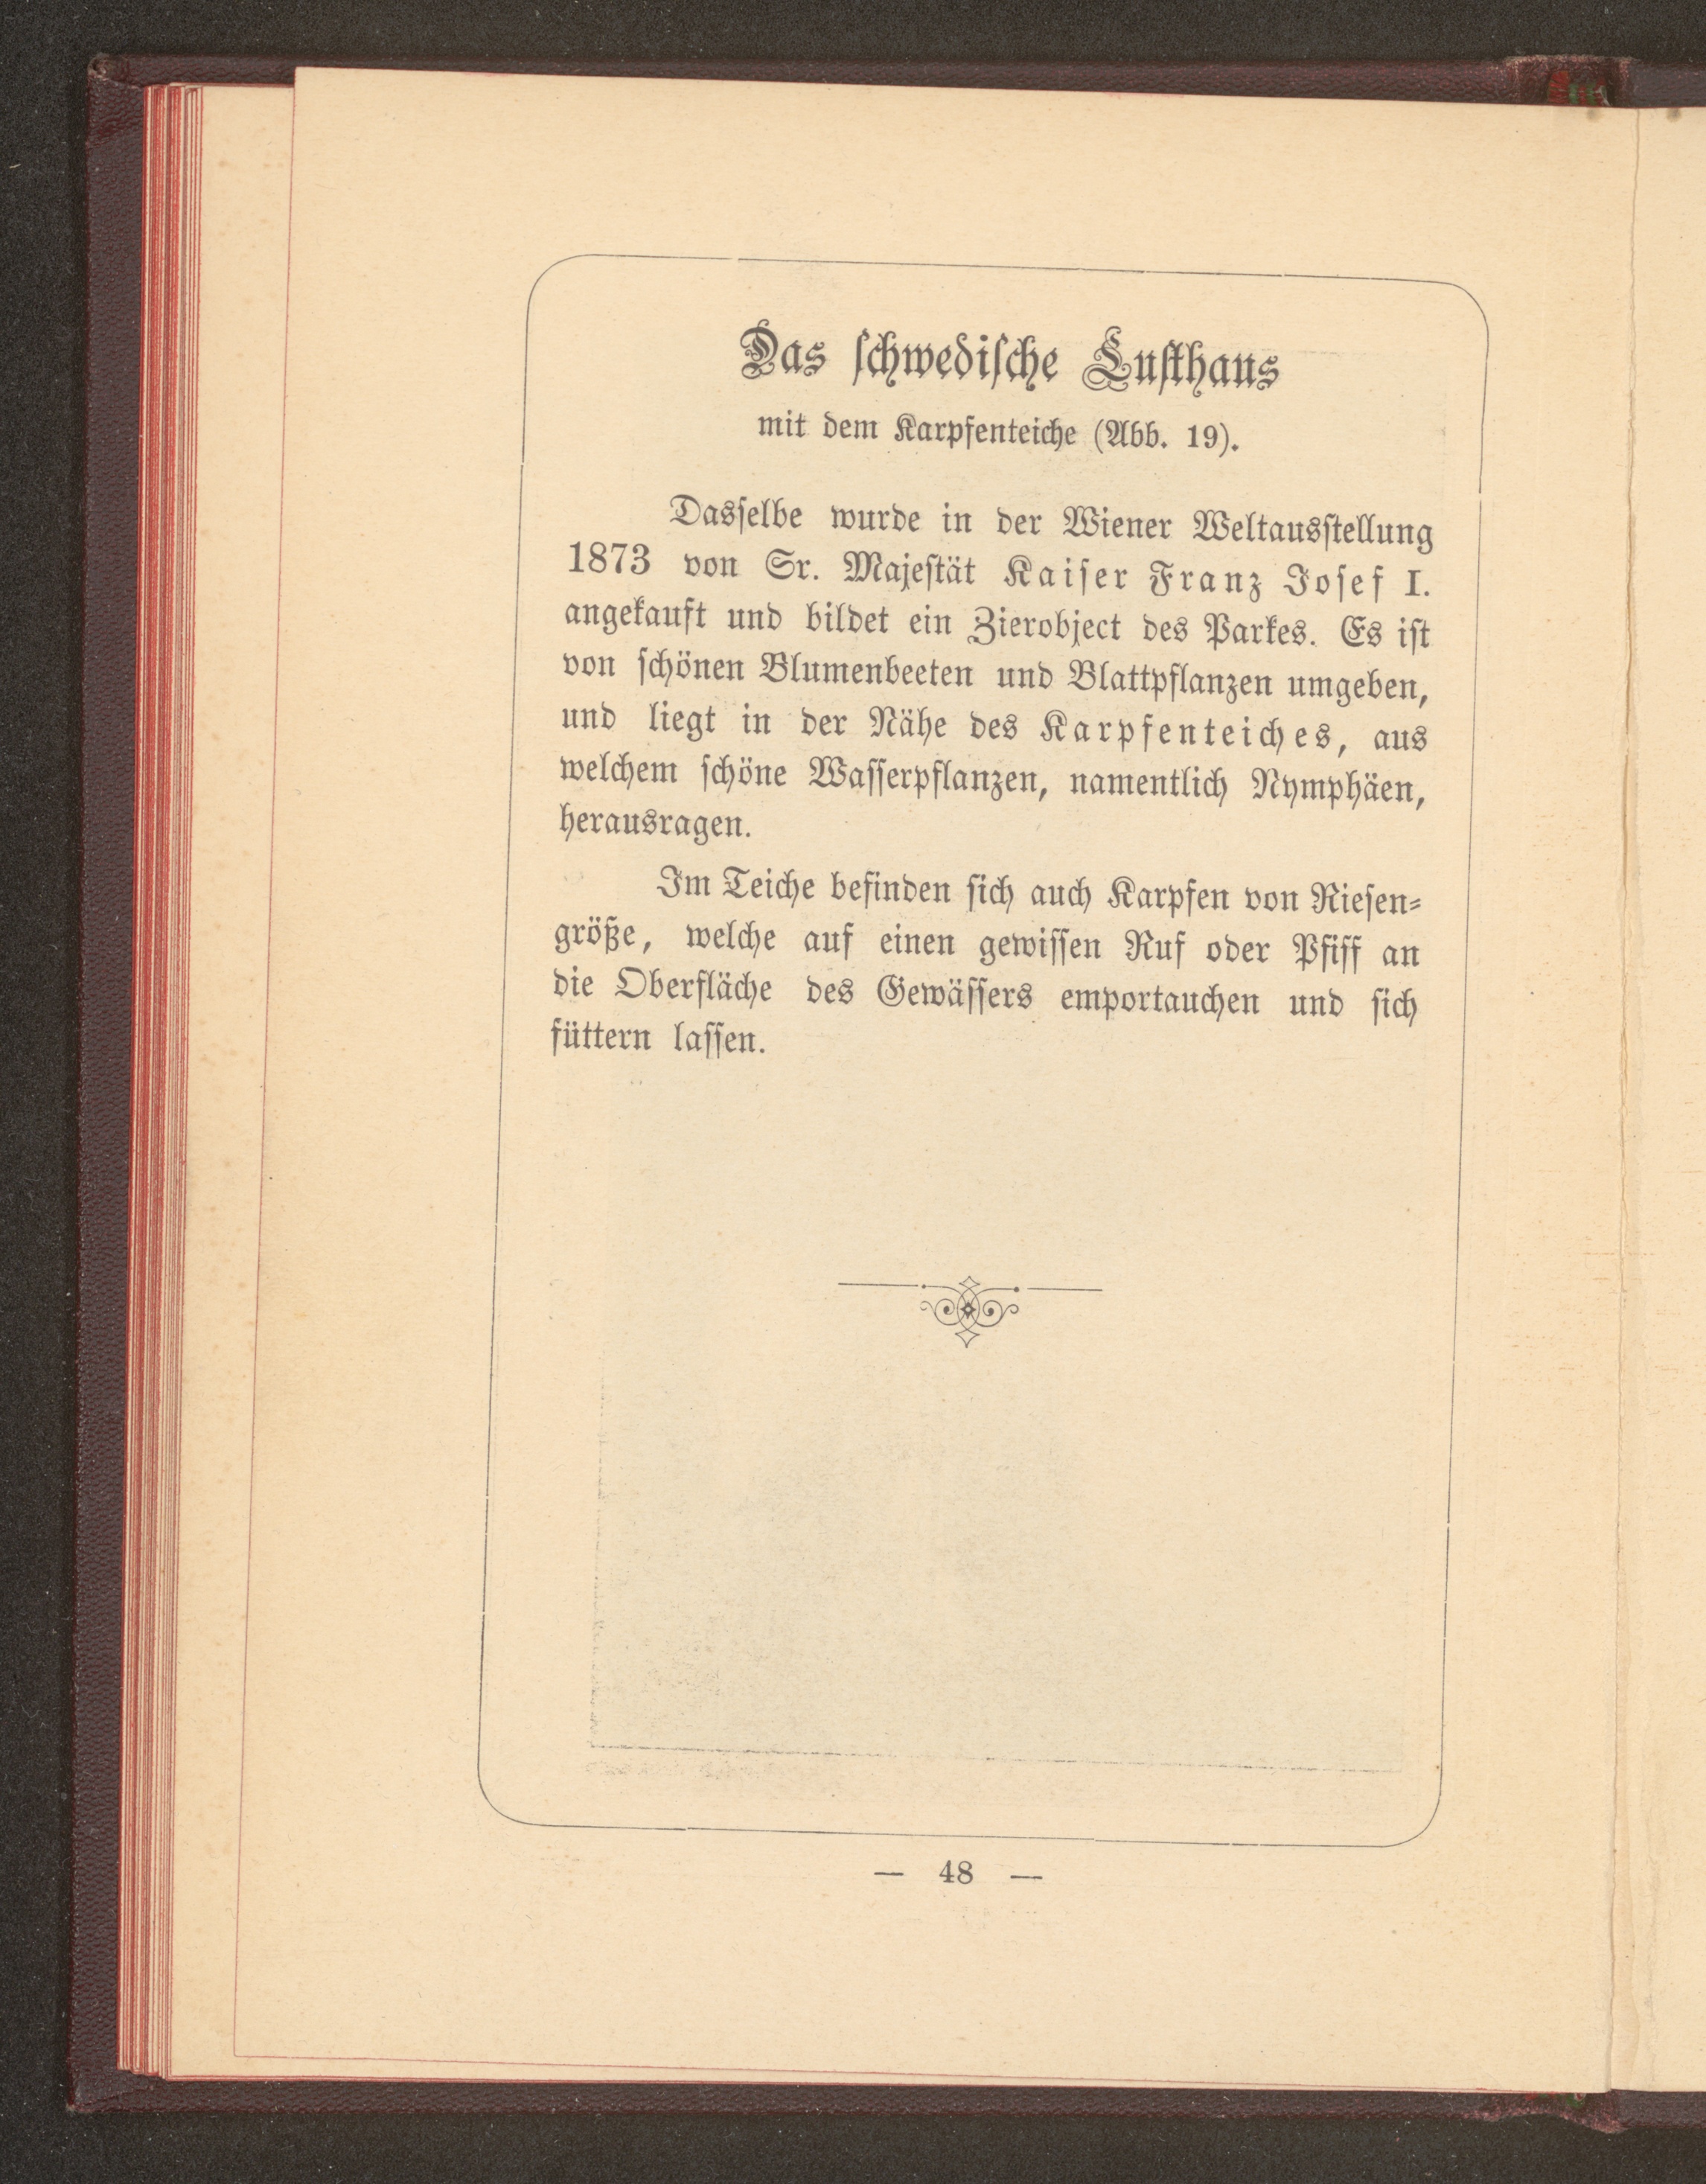 Das schwedische Lusthaus
mit dem Karpfenteiche (Abb. 19).
Dasselbe wurde in der Wiener Weltausstellung
1873 von Sr. Majestät Kaiser Franz Josef I.
angekauft und bildet ein Zierobject des Parkes. Es ist
von schönen Blumenbeeten und Blattpflanzen umgeben,
und liegt in der Nähe des Karpfenteiches, aus
welchem schöne Wasserpflanzen, namentlich Nymphäen,
herausragen.
Im Teiche befinden sich auch Karpfen von Riesen-
größe, welche auf einen gewissen Ruf oder Pfiff an
die Oberfläche des Gewässers emportauchen und sich
füttern lassen.
— 48 —